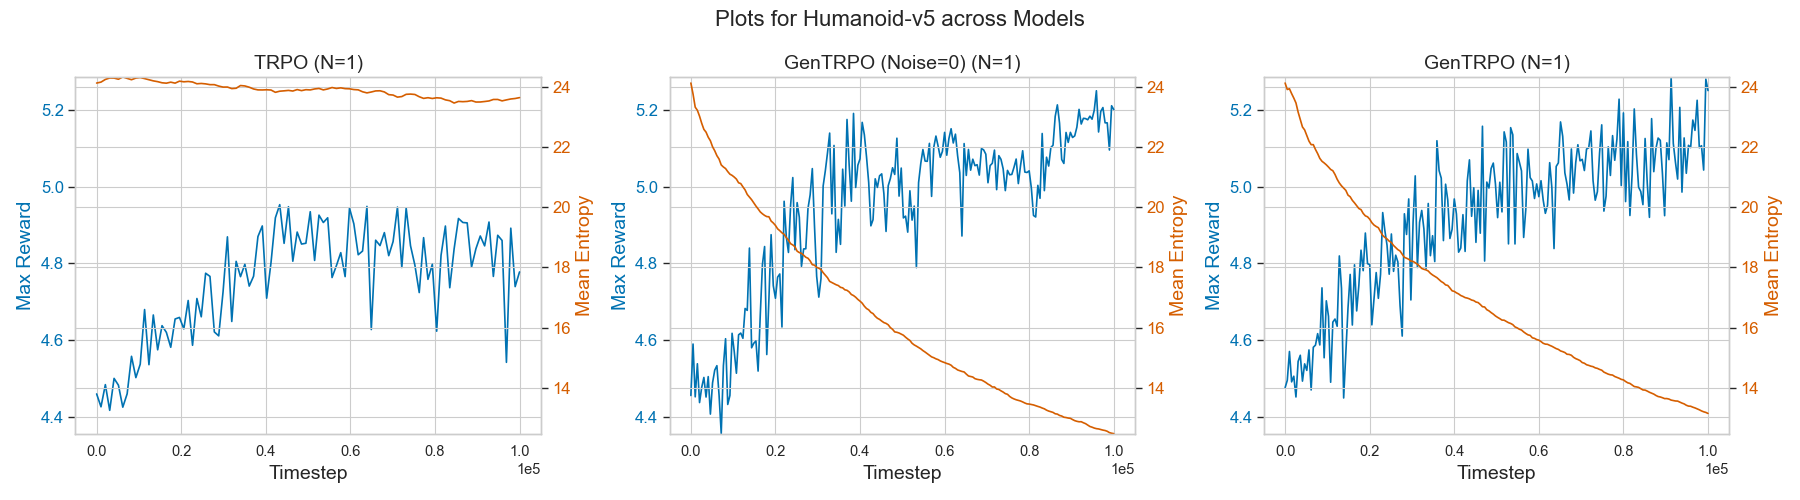 Plots for Humanoid-v5 across Models
TRPO (N=1)
Max Reward
5.2
5.0
4.8
4.6
4.4
24
22
20
18
16
14
Mean Entropy
0.0 0.2 0.4 0.6 0.8 1.0
1e5
Timestep
GenTRPO (Noise=0) (N=1)
Max Reward
5.2
5.0
4.8
4.6
4.4
24
22
20
18
16
14
Mean Entropy
0.0 0.2 0.4 0.6 0.8 1.0
1e5
Timestep
GenTRPO (N=1)
Max Reward
5.2
5.0
4.8
4.6
4.4
24
22
20
18
16
14
Mean Entropy
0.0 0.2 0.4 0.6 0.8 1.0
1e5
Timestep